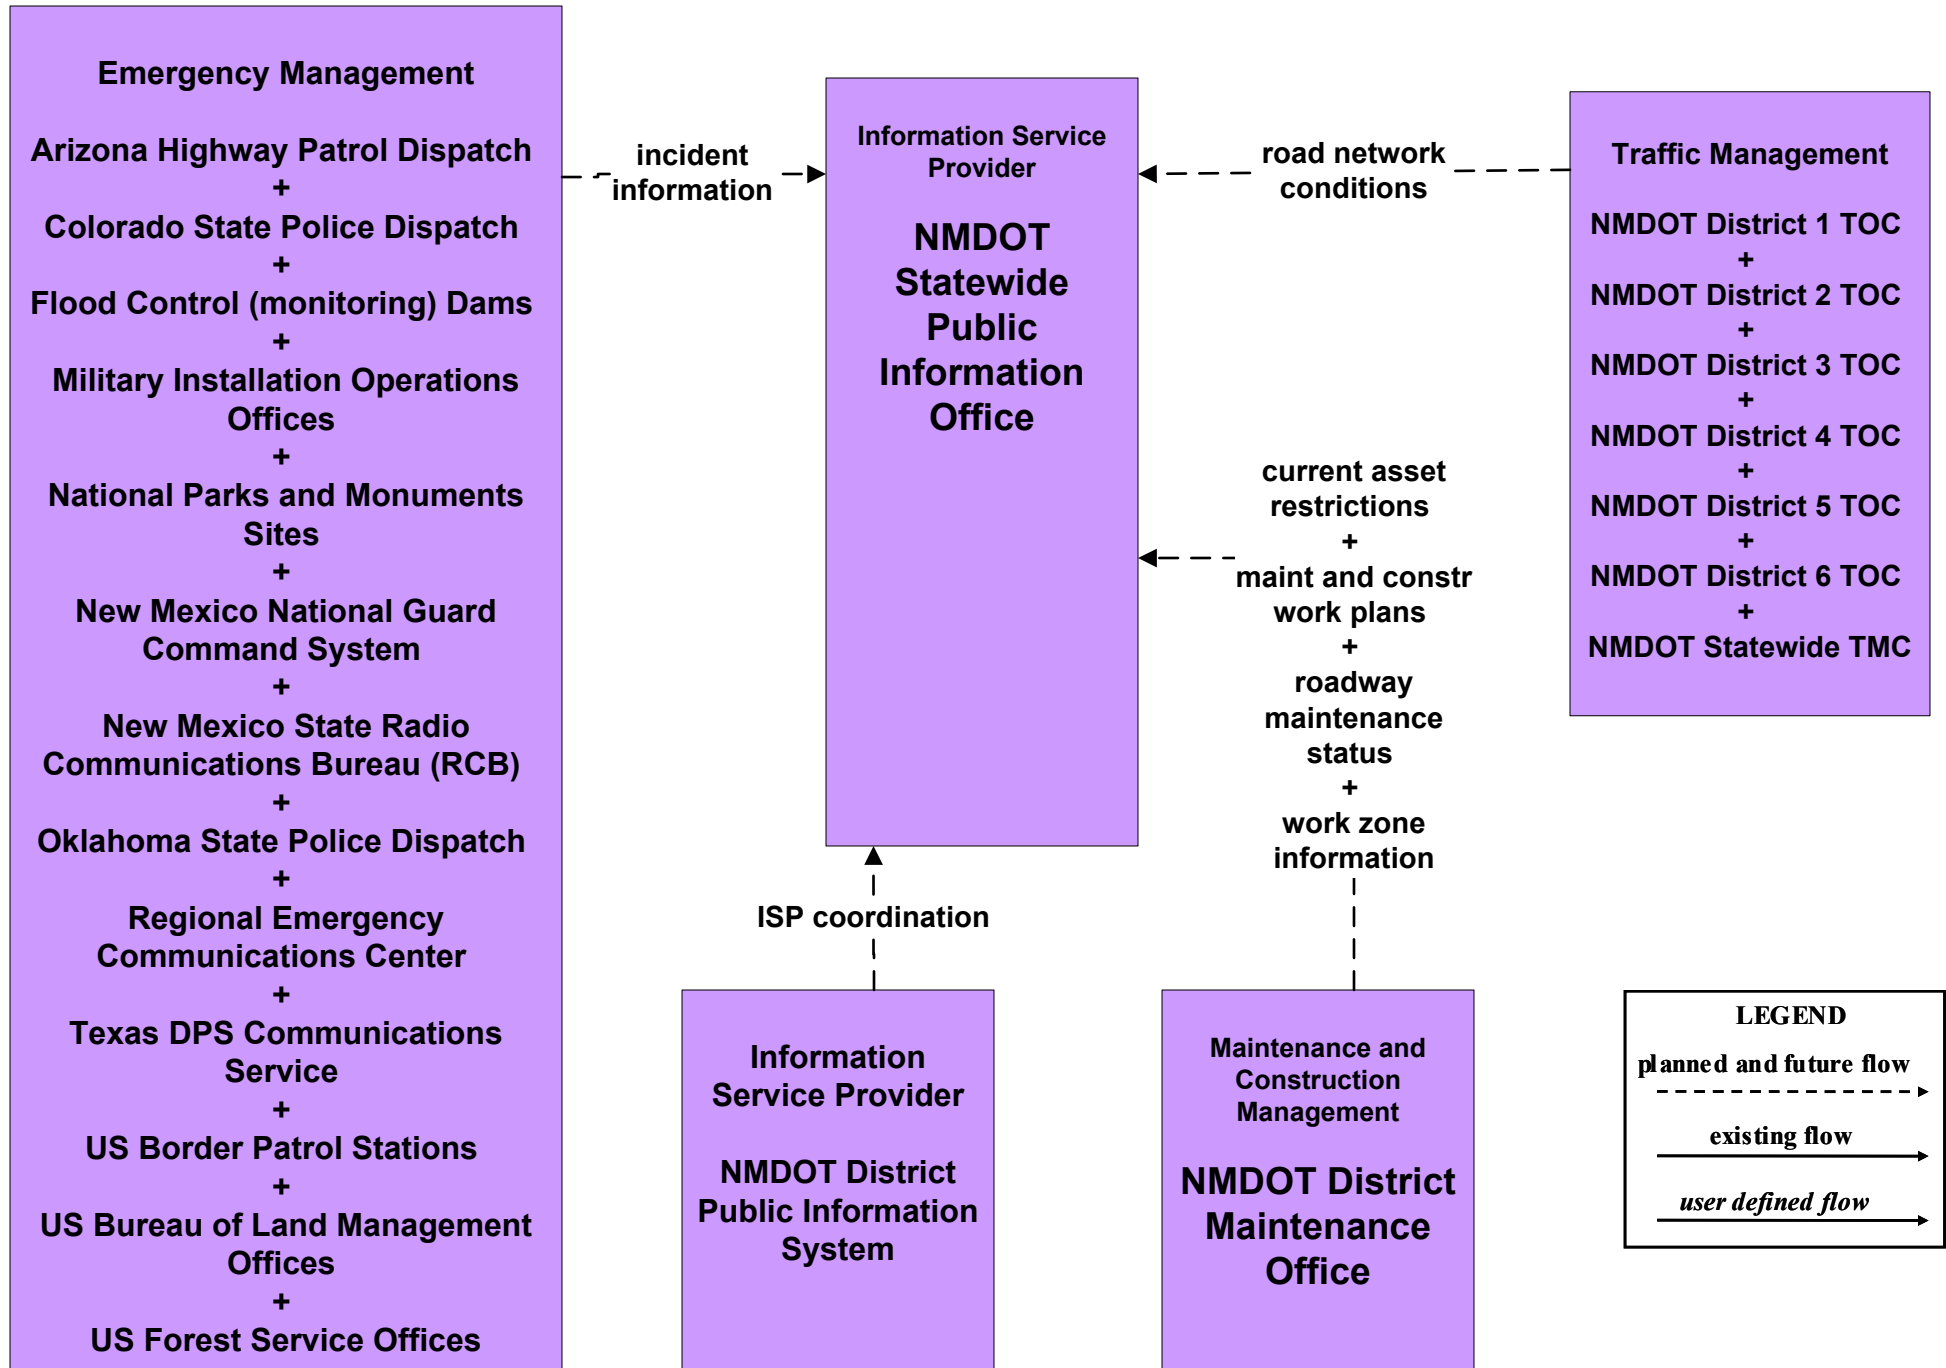 Emergency Management
Arizona Highway Patrol Dispatch
+
Colorado State Police Dispatch
+
Flood Control (monitoring) Dams
+
Military Installation Operations
Offices
+
National Parks and Monuments
Sites
+
New Mexico National Guard
Command System
+
New Mexico State Radio
Communications Bureau (RCB)
+
Oklahoma State Police Dispatch
+
Regional Emergency
Communications Center
+
Texas DPS Communications
Service
+
US Border Patrol Stations
+
US Bureau of Land Management
Offices
+
US Forest Service Offices
incident
information
Information Service
Provider
NMDOT
Statewide
Public
Information
Office
road network
conditions
Traffic Management
NMDOT District 1 TOC
+
NMDOT District 2 TOC
+
NMDOT District 3 TOC
+
NMDOT District 4 TOC
+
NMDOT District 5 TOC
+
NMDOT District 6 TOC
+
NMDOT Statewide TMC
current asset
restrictions
+
maint and constr
work plans
+
roadway
maintenance
status
+
work zone
information
ISP coordination
Information
Service Provider
NMDOT District
Public Information
System
Maintenance and
Construction
Management
NMDOT District
Maintenance
Office
LEGEND
planned and future flow
existing flow
user defined flow